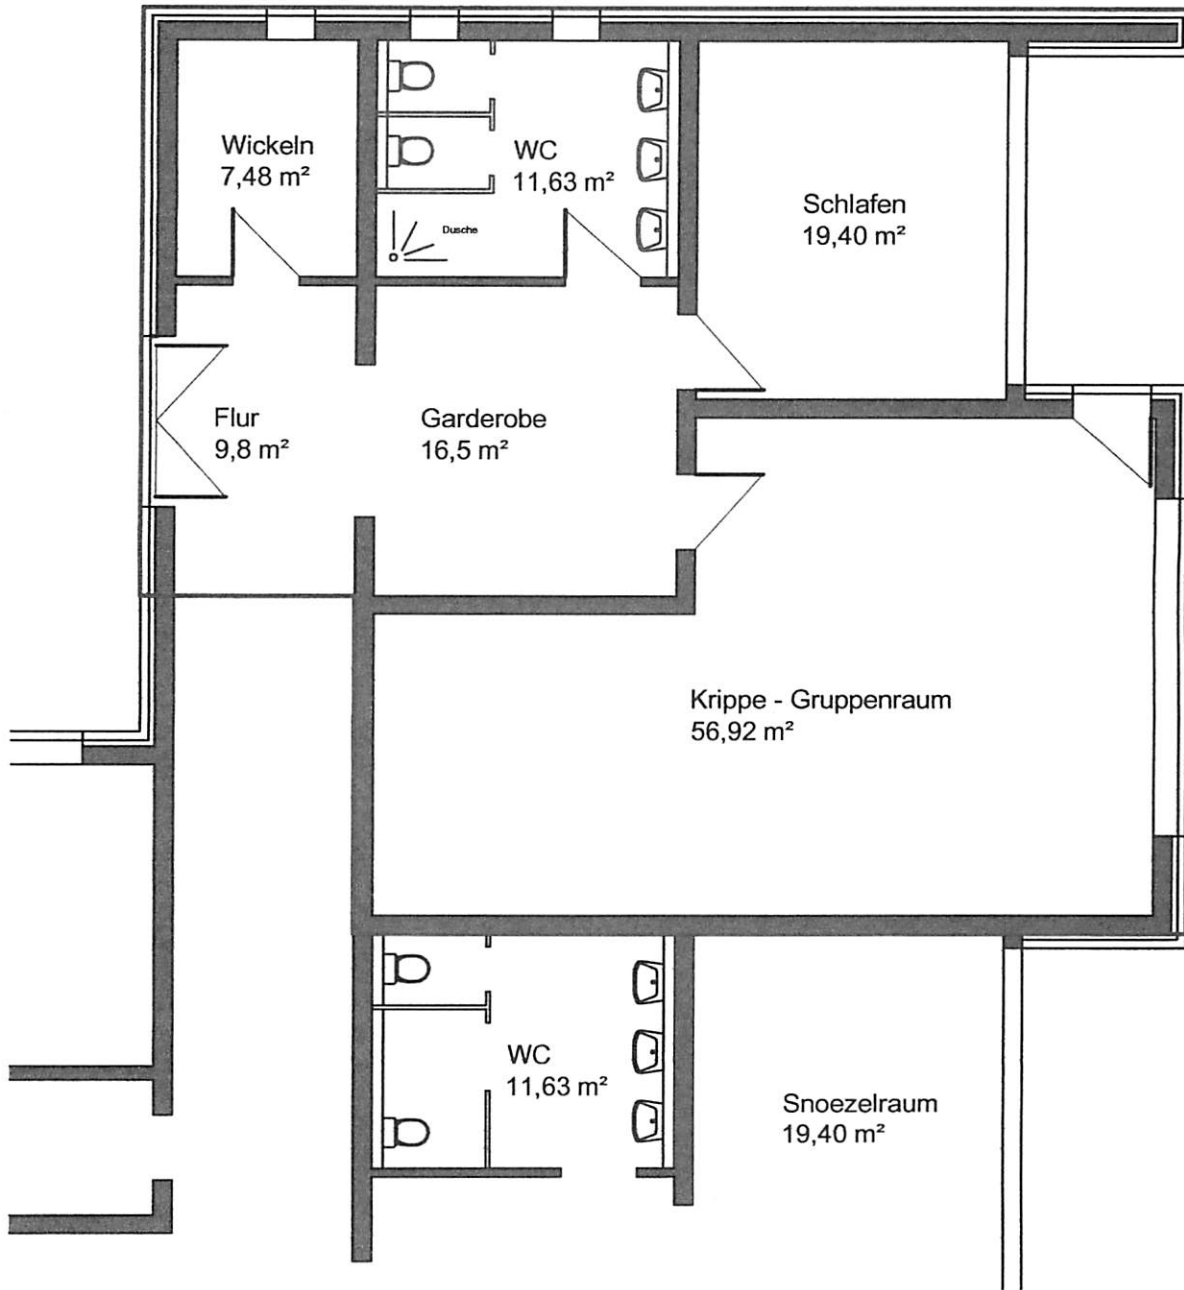 Wickeln
7,48 m²
WC
11,63 m²
Dusche
Schlafen
19,40 m²
Flur
9,8 m²
Garderobe
16,5 m²
Krippe - Gruppenraum
56,92 m²
WC
11,63 m²
Snoezelraum
19,40 m²